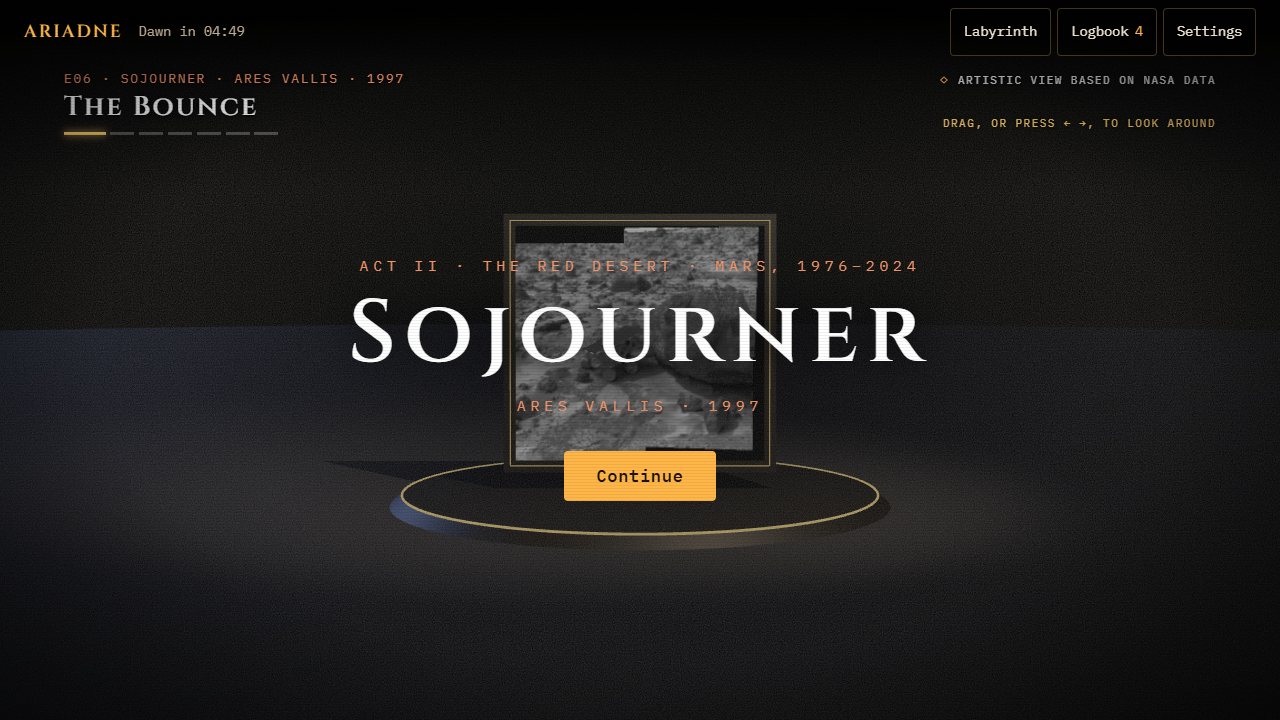 ARIADNE Dawn in 04:49 Labyrinth Logbook 4 Settings
E06 · SOJOURNER · ARES VALLIS · 1997
◇ ARTISTIC VIEW BASED ON NASA DATA
The Bounce
DRAG, OR PRESS ← →, TO LOOK AROUND
ACT II · THE RED DESERT · MARS, 1976–2024
Sojourner
ARES VALLIS · 1997
Continue